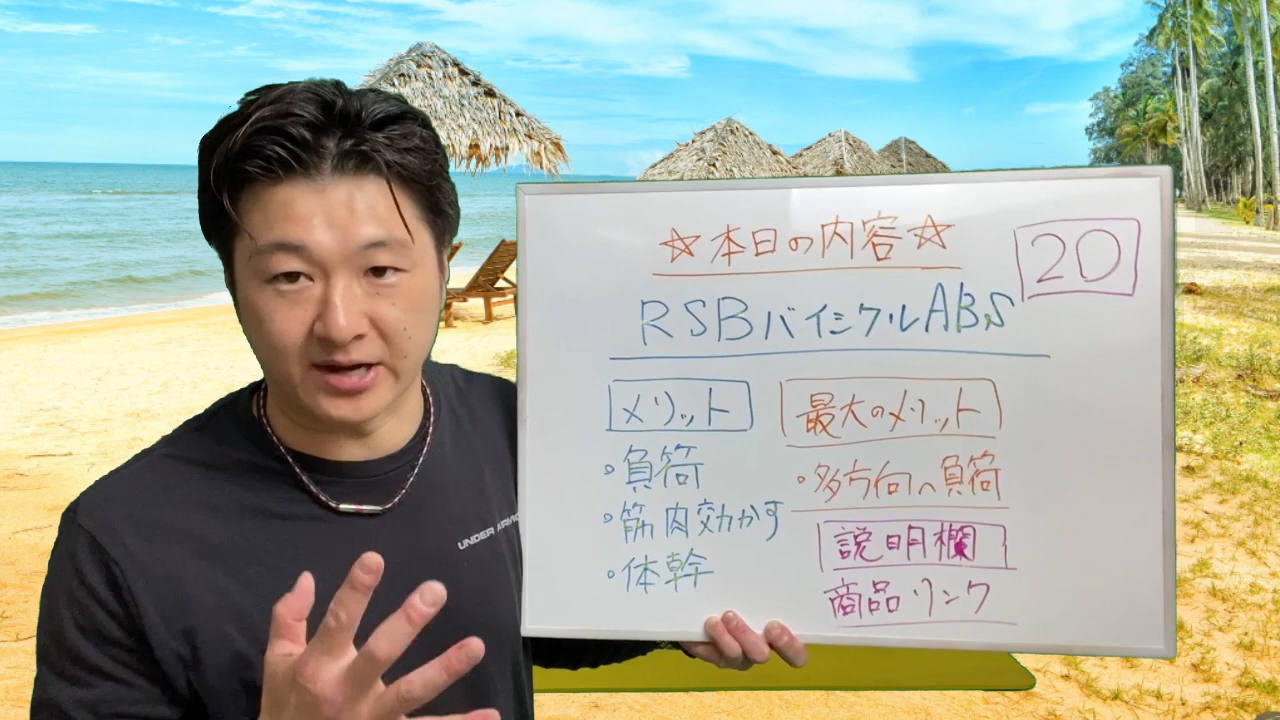 ☆本日の内容☆
20
RSBバイシクルABS
メリット
・負荷
・筋肉効かす
・体幹
最大のメリット
・多方向へ負荷
説明欄
商品リンク
UNDER ARMO